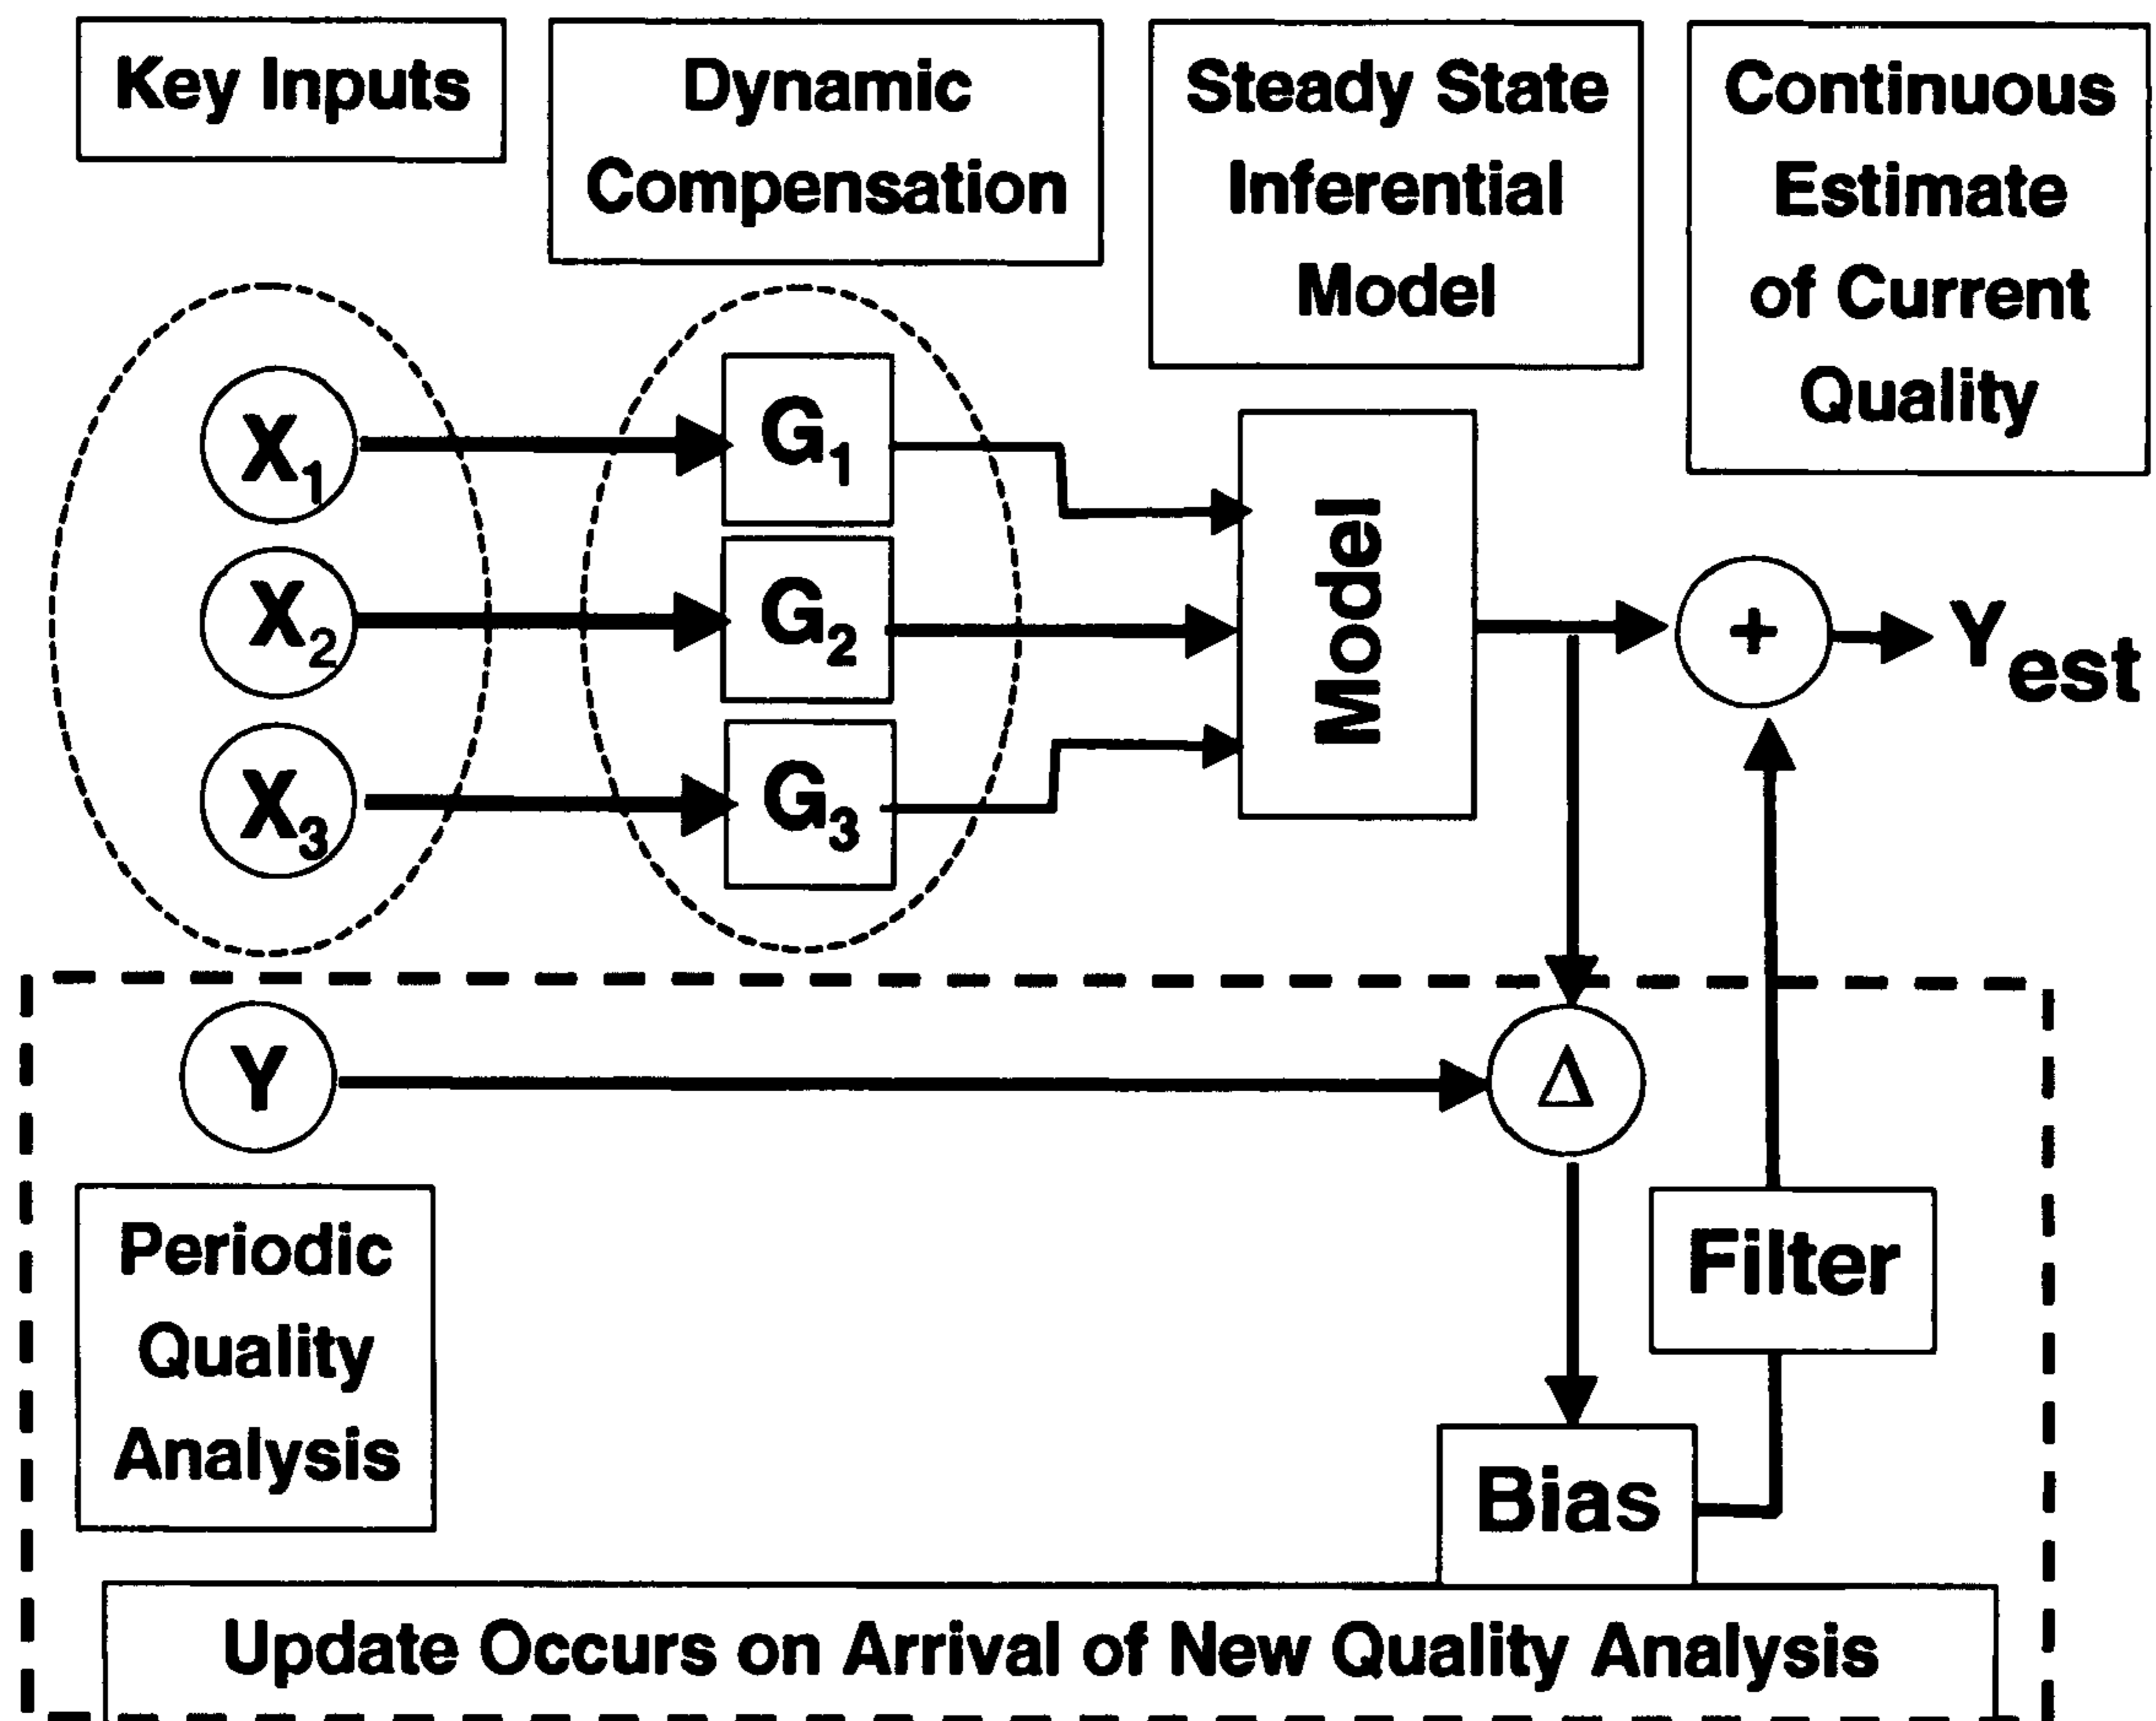 Key Inputs
Dynamic
Compensation
Steady State
Inferential
Model
Continuous
Estimate
of Current
Quality
X1
G1
X2
G2
X3
G3
Model
+
Yest
Y
Δ
Periodic
Quality
Analysis
Filter
Bias
Update Occurs on Arrival of New Quality Analysis